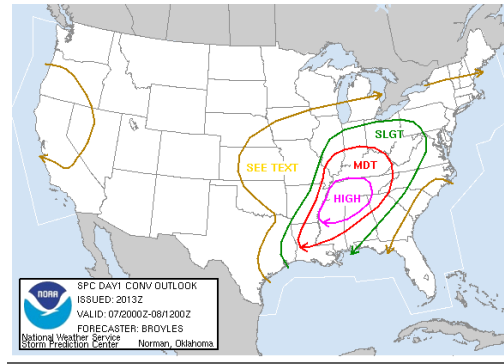 SLGT
MDT
SEE TEXT
HIGH
SPC DAY1 CONV OUTLOOK
ISSUED: 2013Z
VALID: 07/2000Z-08/1200Z
FORECASTER: BROYLES
NOAA
National Weather Service
Storm Prediction Center Norman, Oklahoma